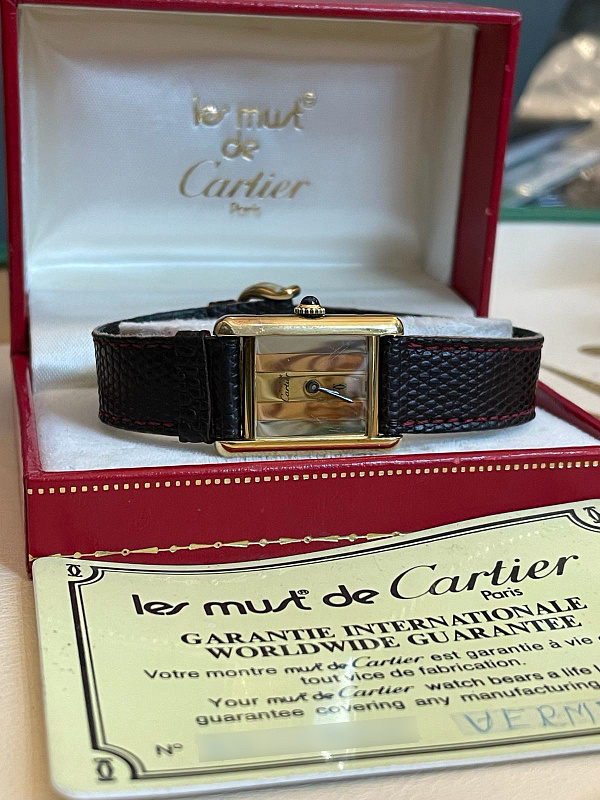 les must®
de
Cartier
Paris
Cartier
les must® de Cartier
Paris
GARANTIE INTERNATIONALE
WORLDWIDE GUARANTEE
Votre montre must de Cartier est garantie à vie
tout vice de fabrication.
Your must de Cartier watch bears a life
guarantee covering any manufacturing
N°